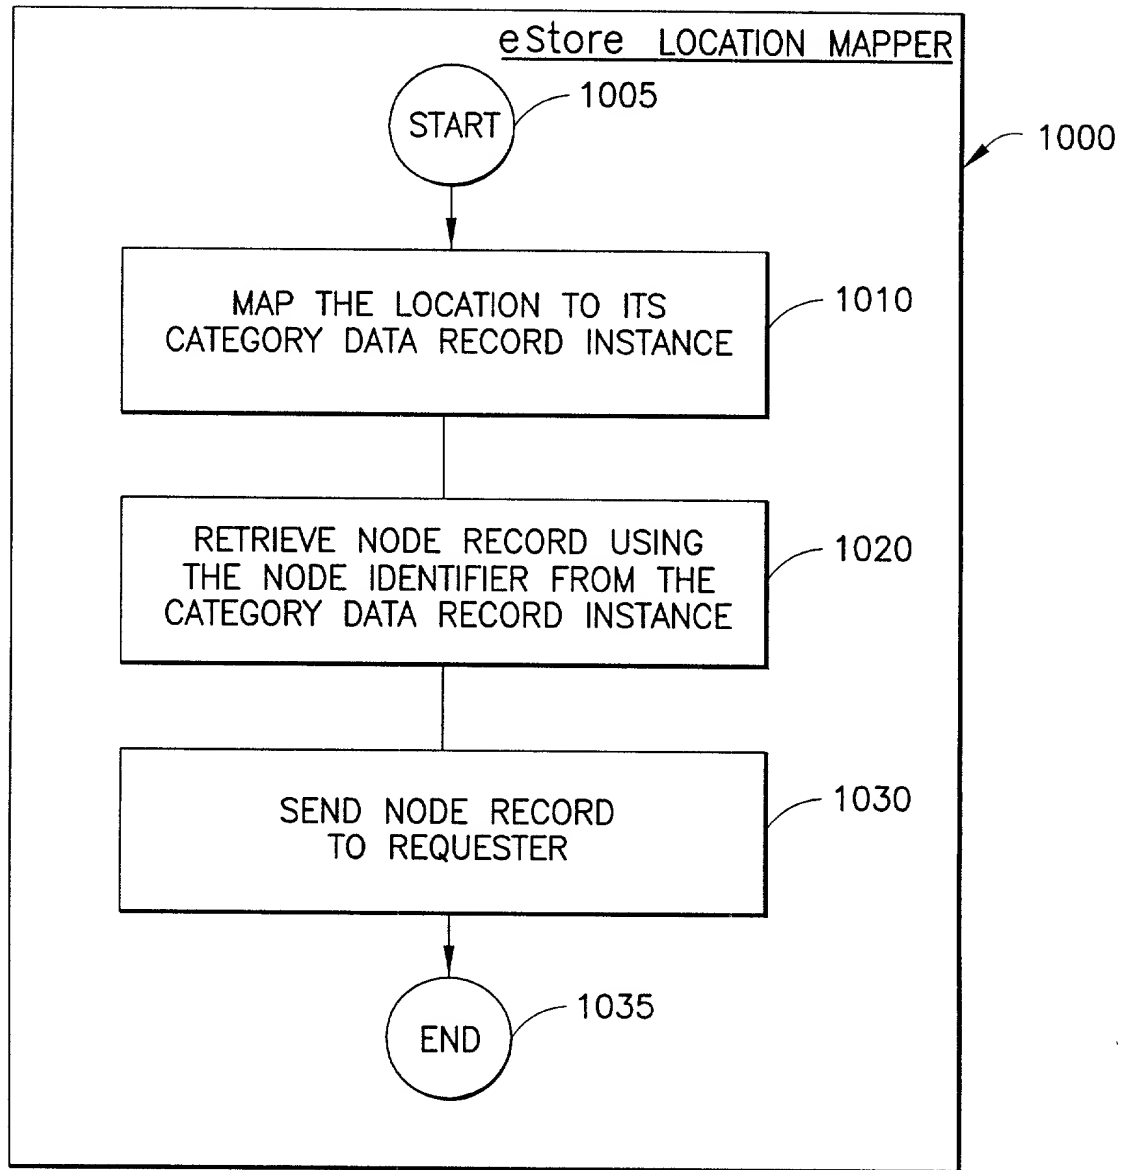 eStore LOCATION MAPPER
START
1005
1000
MAP THE LOCATION TO ITS
CATEGORY DATA RECORD INSTANCE
1010
RETRIEVE NODE RECORD USING
THE NODE IDENTIFIER FROM THE
CATEGORY DATA RECORD INSTANCE
1020
SEND NODE RECORD
TO REQUESTER
1030
END
1035